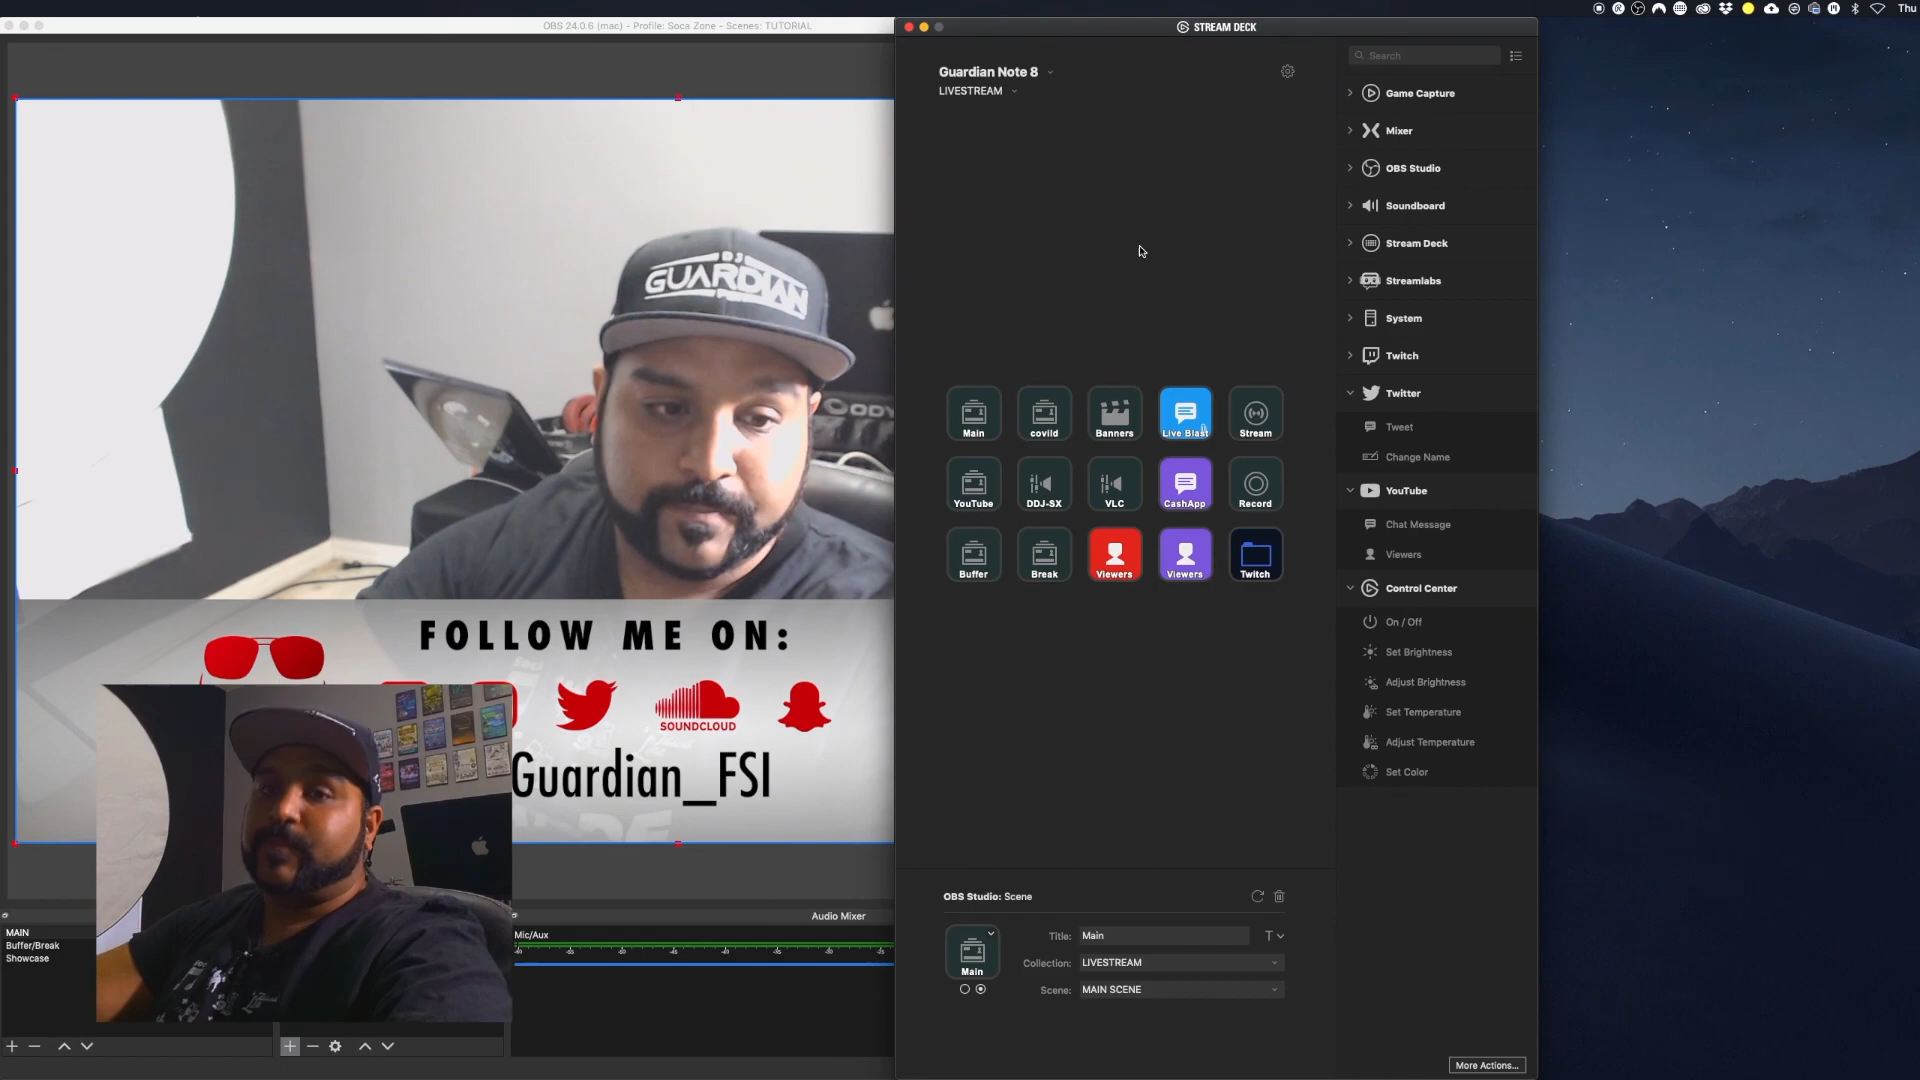 OBS 24.0.6 (mac) - Profile: Soca Zone - Scenes: TUTORIAL
STREAM DECK
Thu
Guardian Note 8
LIVESTREAM
Search
Game Capture
Mixer
OBS Studio
Soundboard
Stream Deck
Streamlabs
System
Twitch
Twitter
Tweet
Change Name
YouTube
Chat Message
Viewers
Control Center
On / Off
Set Brightness
Adjust Brightness
Set Temperature
Adjust Temperature
Set Color
More Actions...
Main
covild
Banners
Live Blast
Stream
YouTube
DDJ-SX
VLC
CashApp
Record
Buffer
Break
Viewers
Viewers
Twitch
DJ
GUARDIAN
FOLLOW ME ON:
SOUNDCLOUD
Guardian_FSI
OBS Studio: Scene
Main
Title: Main
Collection: LIVESTREAM
Scene: MAIN SCENE
Audio Mixer
Mic/Aux
MAIN
Buffer/Break
Showcase